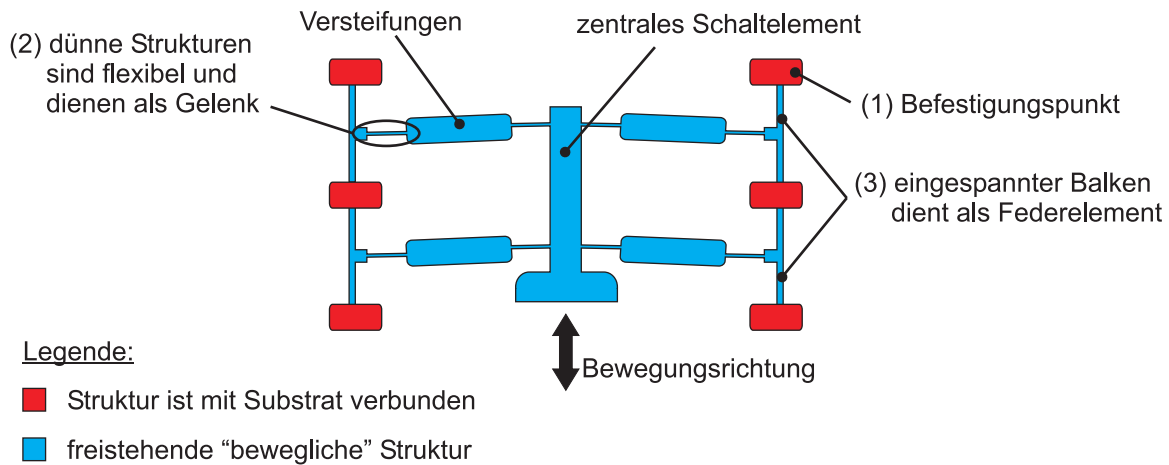 Versteifungen
zentrales Schaltelement
(2) dünne Strukturen
sind flexibel und
dienen als Gelenk
(1) Befestigungspunkt
(3) eingespannter Balken
dient als Federelement
Bewegungsrichtung
Legende:
Struktur ist mit Substrat verbunden
freistehende “bewegliche” Struktur